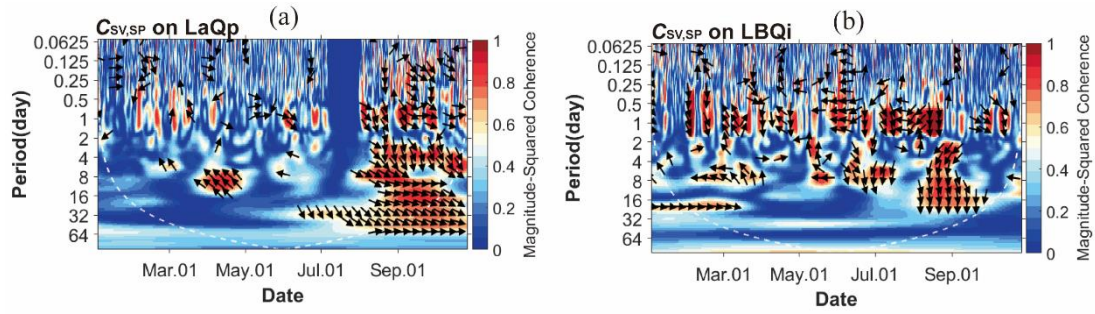 (a)
C_SV,SP on LaQp
0.0625
0.125
0.25
0.5
1
2
4
8
16
32
64
Period(day)
Mar.01 May.01 Jul.01 Sep.01
Date
1
0.8
0.6
0.4
0.2
0
Magnitude-Squared Coherence
(b)
C_SV,SP on LBQi
0.0625
0.125
0.25
0.5
1
2
4
8
16
32
64
Period(day)
Mar.01 May.01 Jul.01 Sep.01
Date
1
0.8
0.6
0.4
0.2
0
Magnitude-Squared Coherence